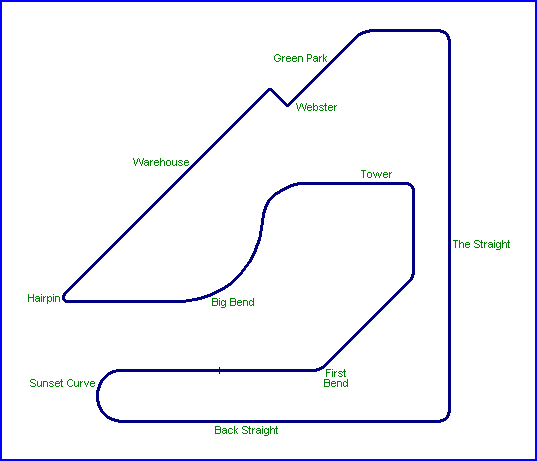 Green Park
Webster
Warehouse
Tower
The Straight
Hairpin
Big Bend
First
Bend
Sunset Curve
Back Straight